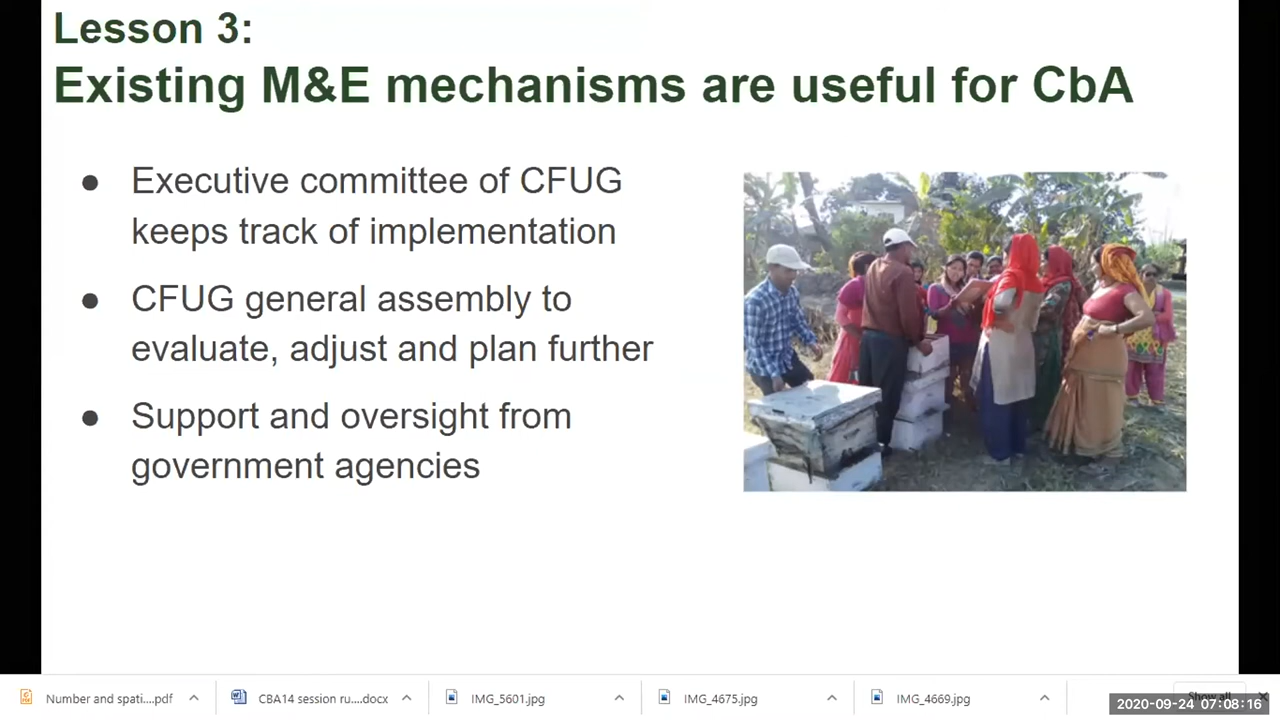 Lesson 3:
Existing M&E mechanisms are useful for CbA
● Executive committee of CFUG
keeps track of implementation
● CFUG general assembly to
evaluate, adjust and plan further
● Support and oversight from
government agencies
Number and spati....pdf
CBA14 session ru....docx
IMG_5601.jpg
IMG_4675.jpg
IMG_4669.jpg
Show all
2020-09-24 07:08:16